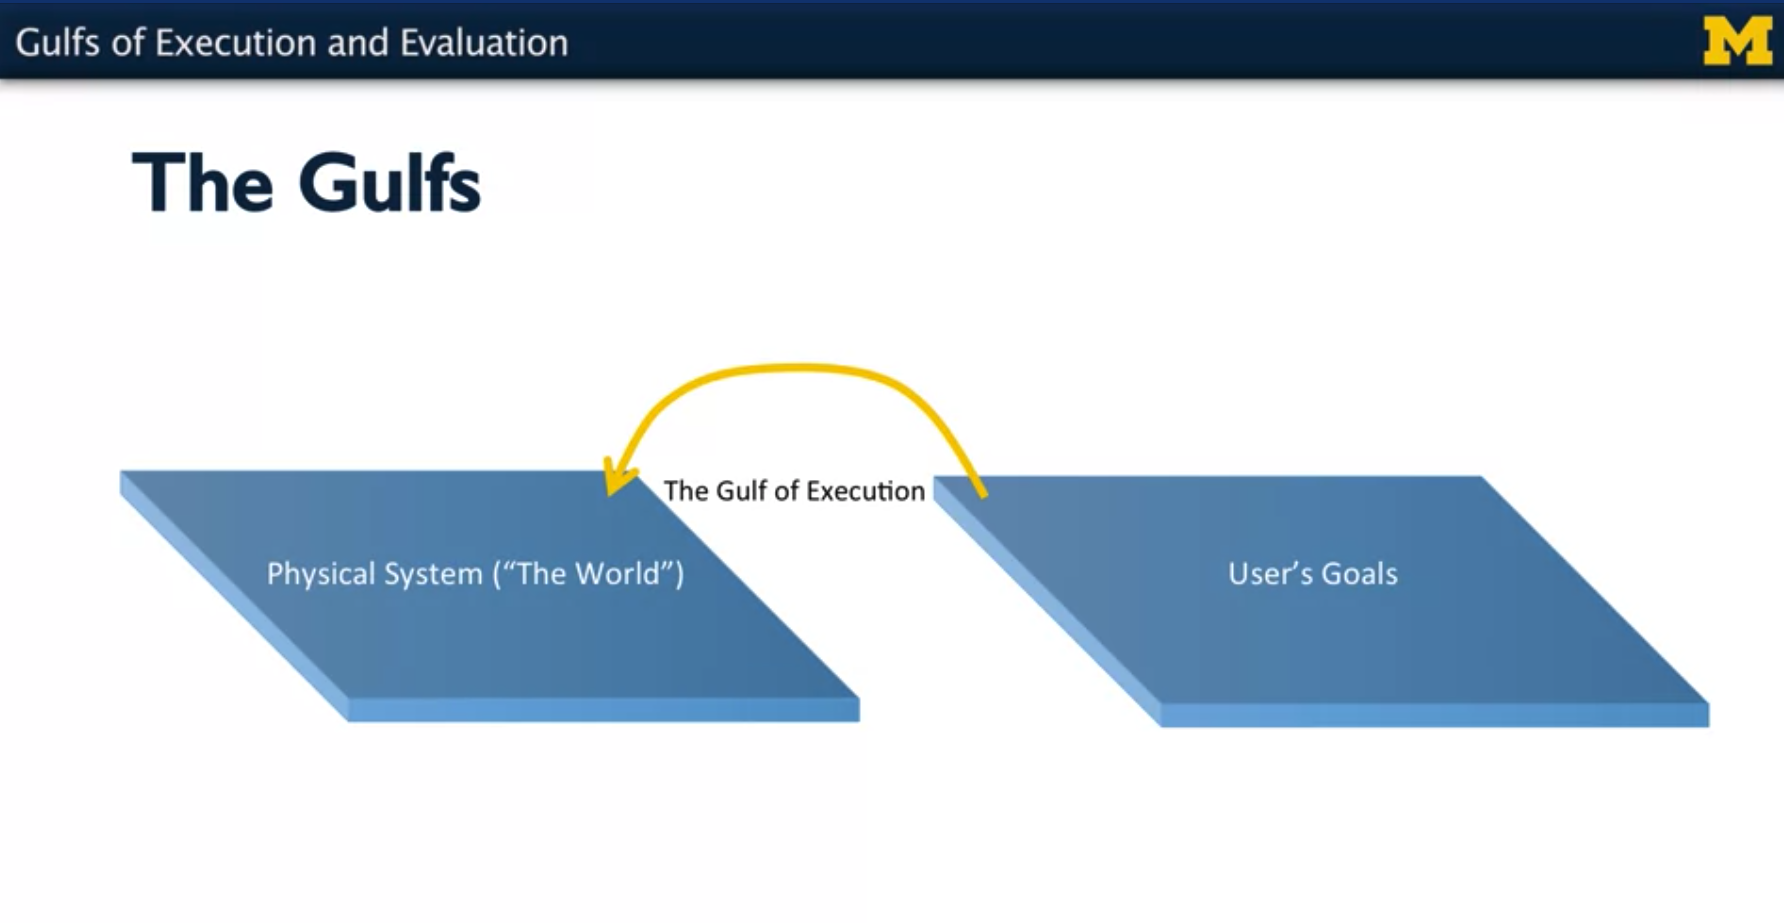 Gulfs of Execution and Evaluation
M
The Gulfs
The Gulf of Execution
Physical System (“The World”)
User’s Goals